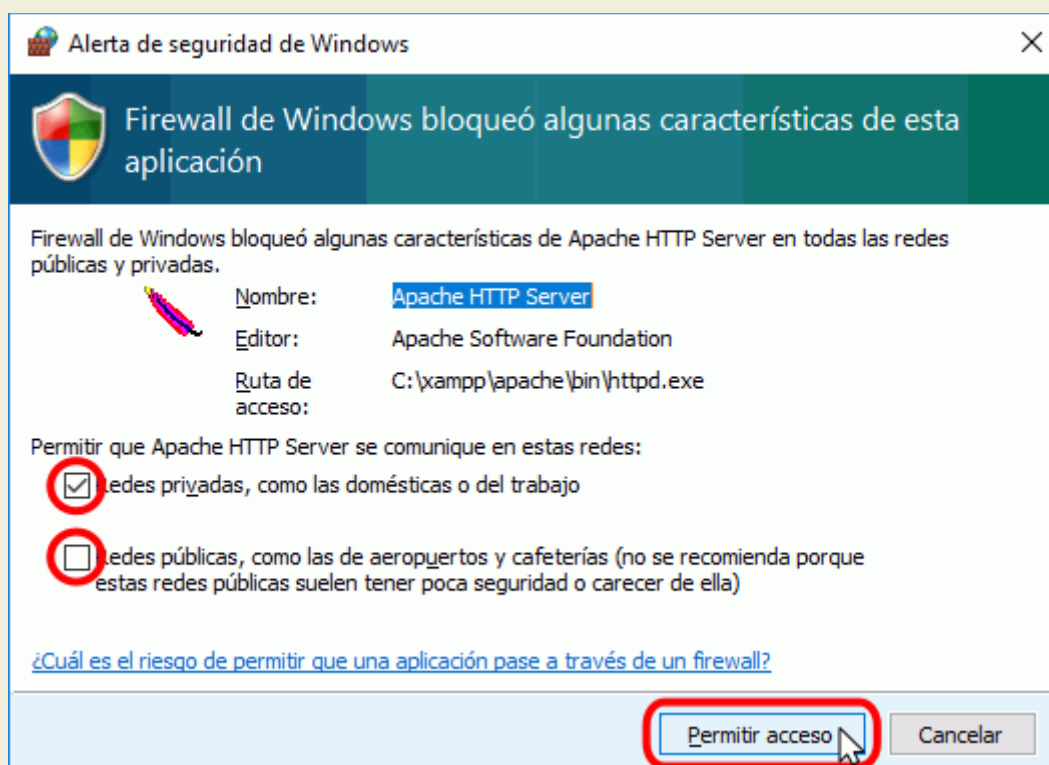 Alerta de seguridad de Windows
Firewall de Windows bloqueó algunas características de esta
aplicación
Firewall de Windows bloqueó algunas características de Apache HTTP Server en todas las redes
públicas y privadas.
Nombre: Apache HTTP Server
Editor: Apache Software Foundation
Ruta de C:\xampp\apache\bin\httpd.exe
acceso:
Permitir que Apache HTTP Server se comunique en estas redes:
Redes privadas, como las domésticas o del trabajo
Redes públicas, como las de aeropuertos y cafeterías (no se recomienda porque
estas redes públicas suelen tener poca seguridad o carecer de ella)
¿Cuál es el riesgo de permitir que una aplicación pase a través de un firewall?
Permitir acceso Cancelar